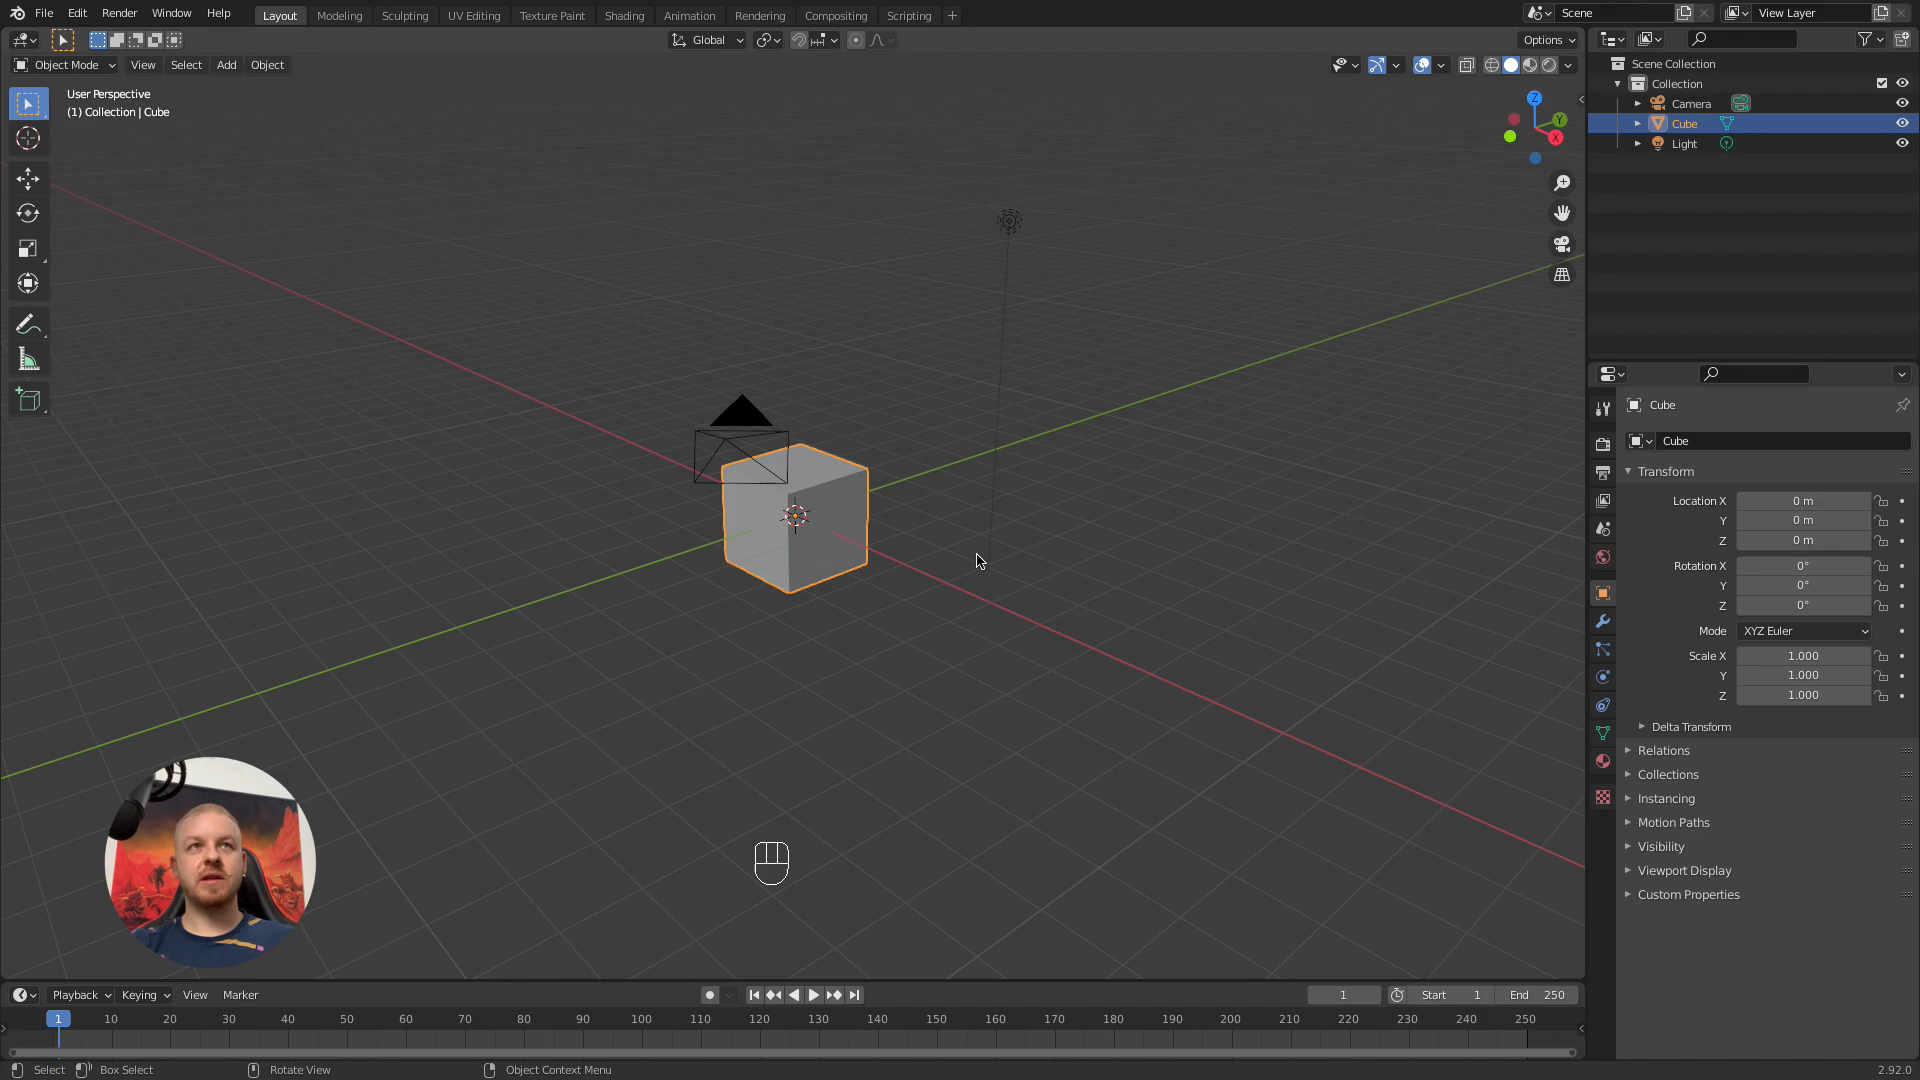 File Edit Render Window Help Layout Modeling Sculpting UV Editing Texture Paint Shading Animation Rendering Compositing Scripting + Scene View Layer
Global Options
Object Mode View Select Add Object
User Perspective
(1) Collection | Cube
Z
Y
X
Scene Collection
Collection
Camera
Cube
Light
Cube
Cube
Transform
Location X 0 m
Y 0 m
Z 0 m
Rotation X 0°
Y 0°
Z 0°
Mode XYZ Euler
Scale X 1.000
Y 1.000
Z 1.000
Delta Transform
Relations
Collections
Instancing
Motion Paths
Visibility
Viewport Display
Custom Properties
Playback Keying View Marker 1 Start 1 End 250
1 10 20 30 40 50 60 70 80 90 100 110 120 130 140 150 160 170 180 190 200 210 220 230 240 250
Select Box Select Rotate View Object Context Menu 2.92.0